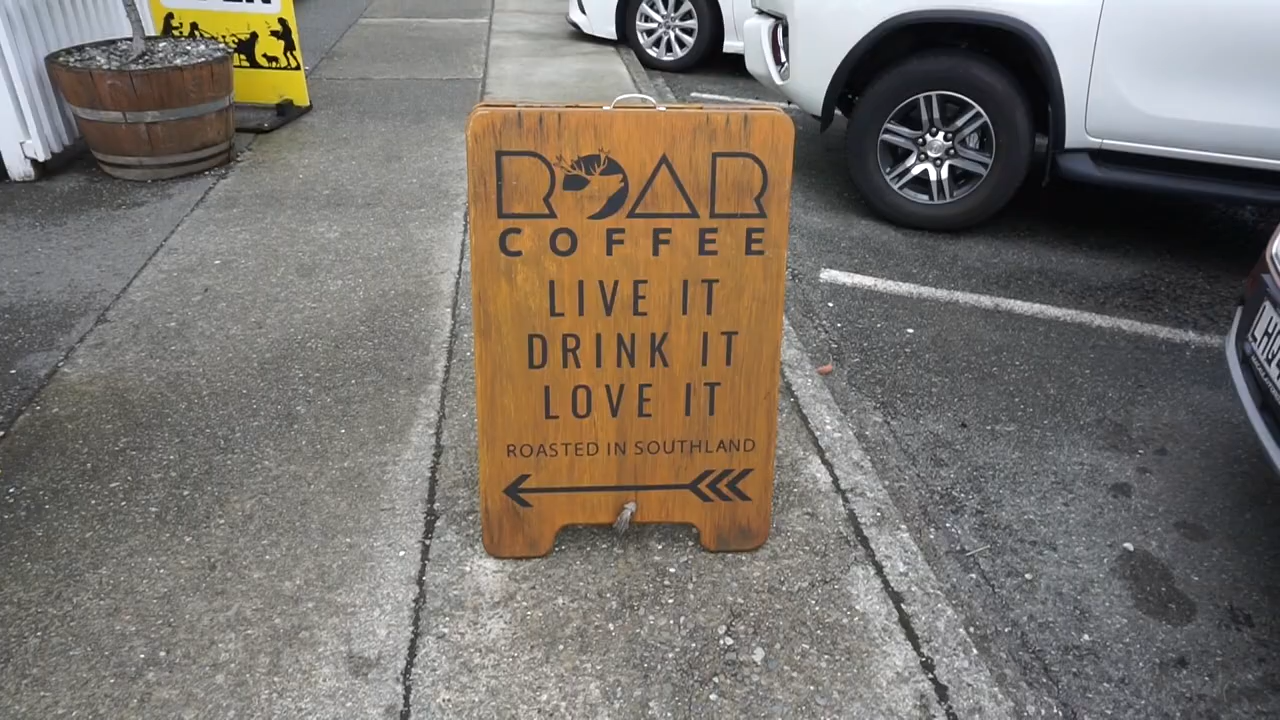 ROAR
COFFEE
LIVE IT
DRINK IT
LOVE IT
ROASTED IN SOUTHLAND